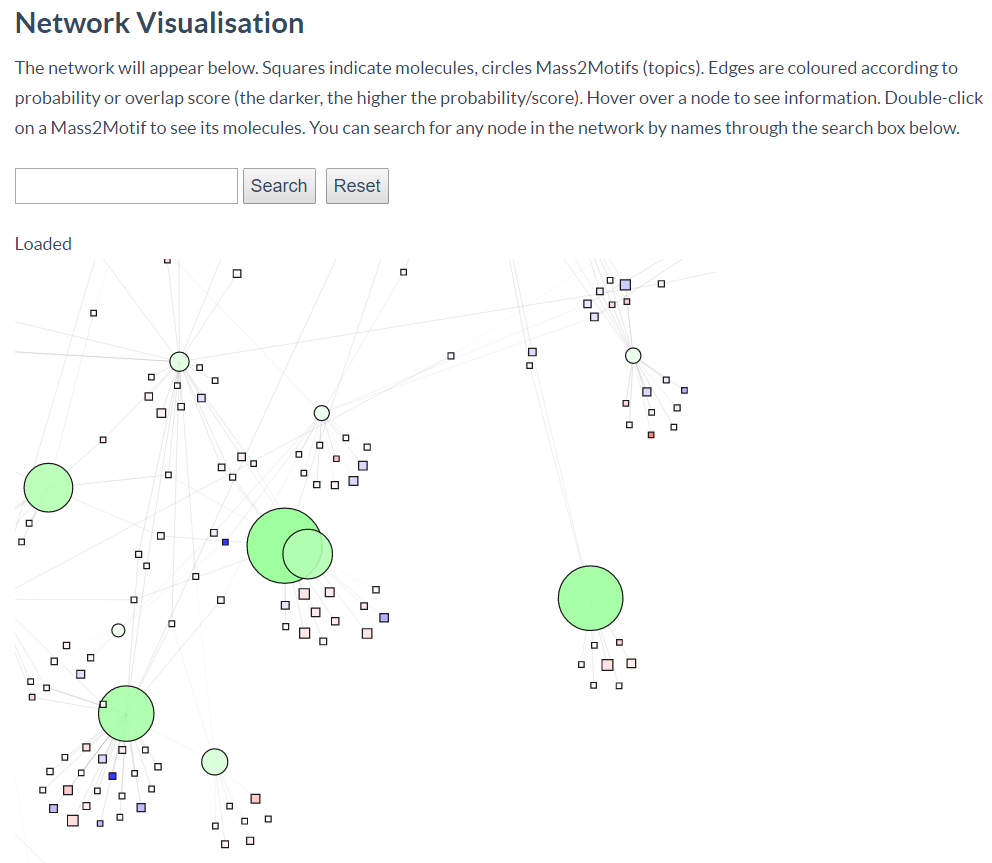 Network Visualisation
The network will appear below. Squares indicate molecules, circles Mass2Motifs (topics). Edges are coloured according to
probability or overlap score (the darker, the higher the probability/score). Hover over a node to see information. Double-click
on a Mass2Motif to see its molecules. You can search for any node in the network by names through the search box below.
Search Reset
Loaded